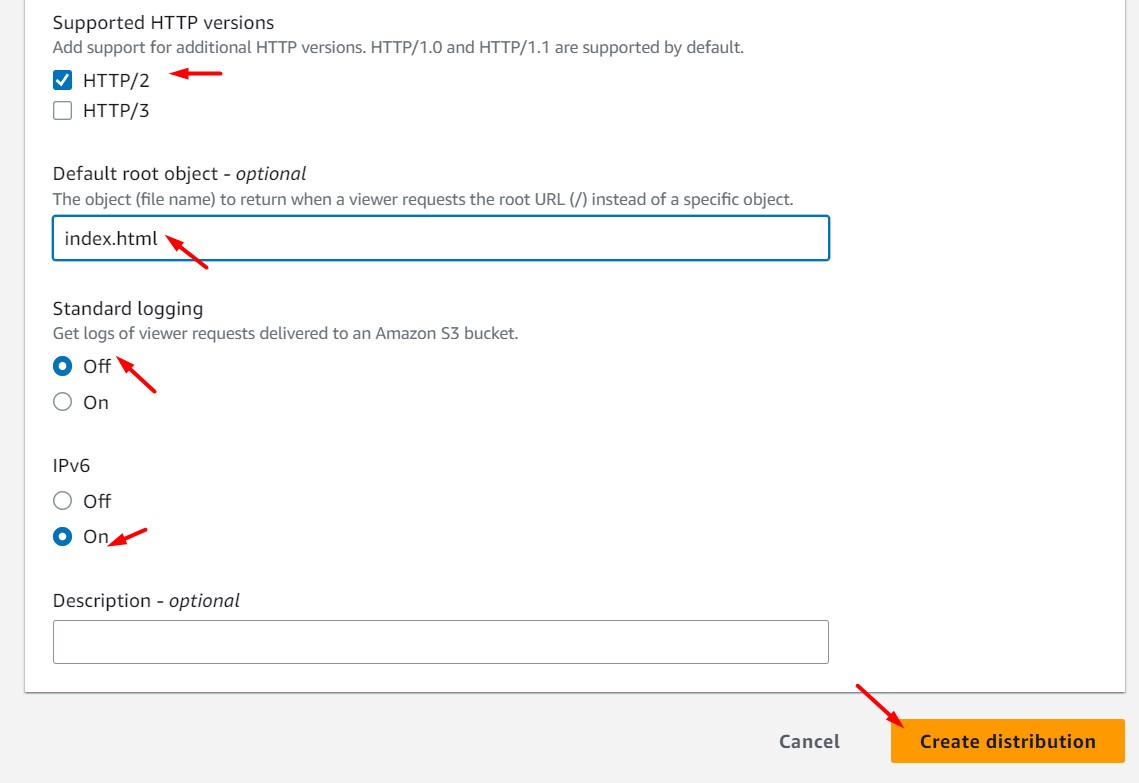 Supported HTTP versions
Add support for additional HTTP versions. HTTP/1.0 and HTTP/1.1 are supported by default.
HTTP/2
HTTP/3
Default root object - optional
The object (file name) to return when a viewer requests the root URL (/) instead of a specific object.
index.html
Standard logging
Get logs of viewer requests delivered to an Amazon S3 bucket.
Off
On
IPv6
Off
On
Description - optional
Cancel
Create distribution